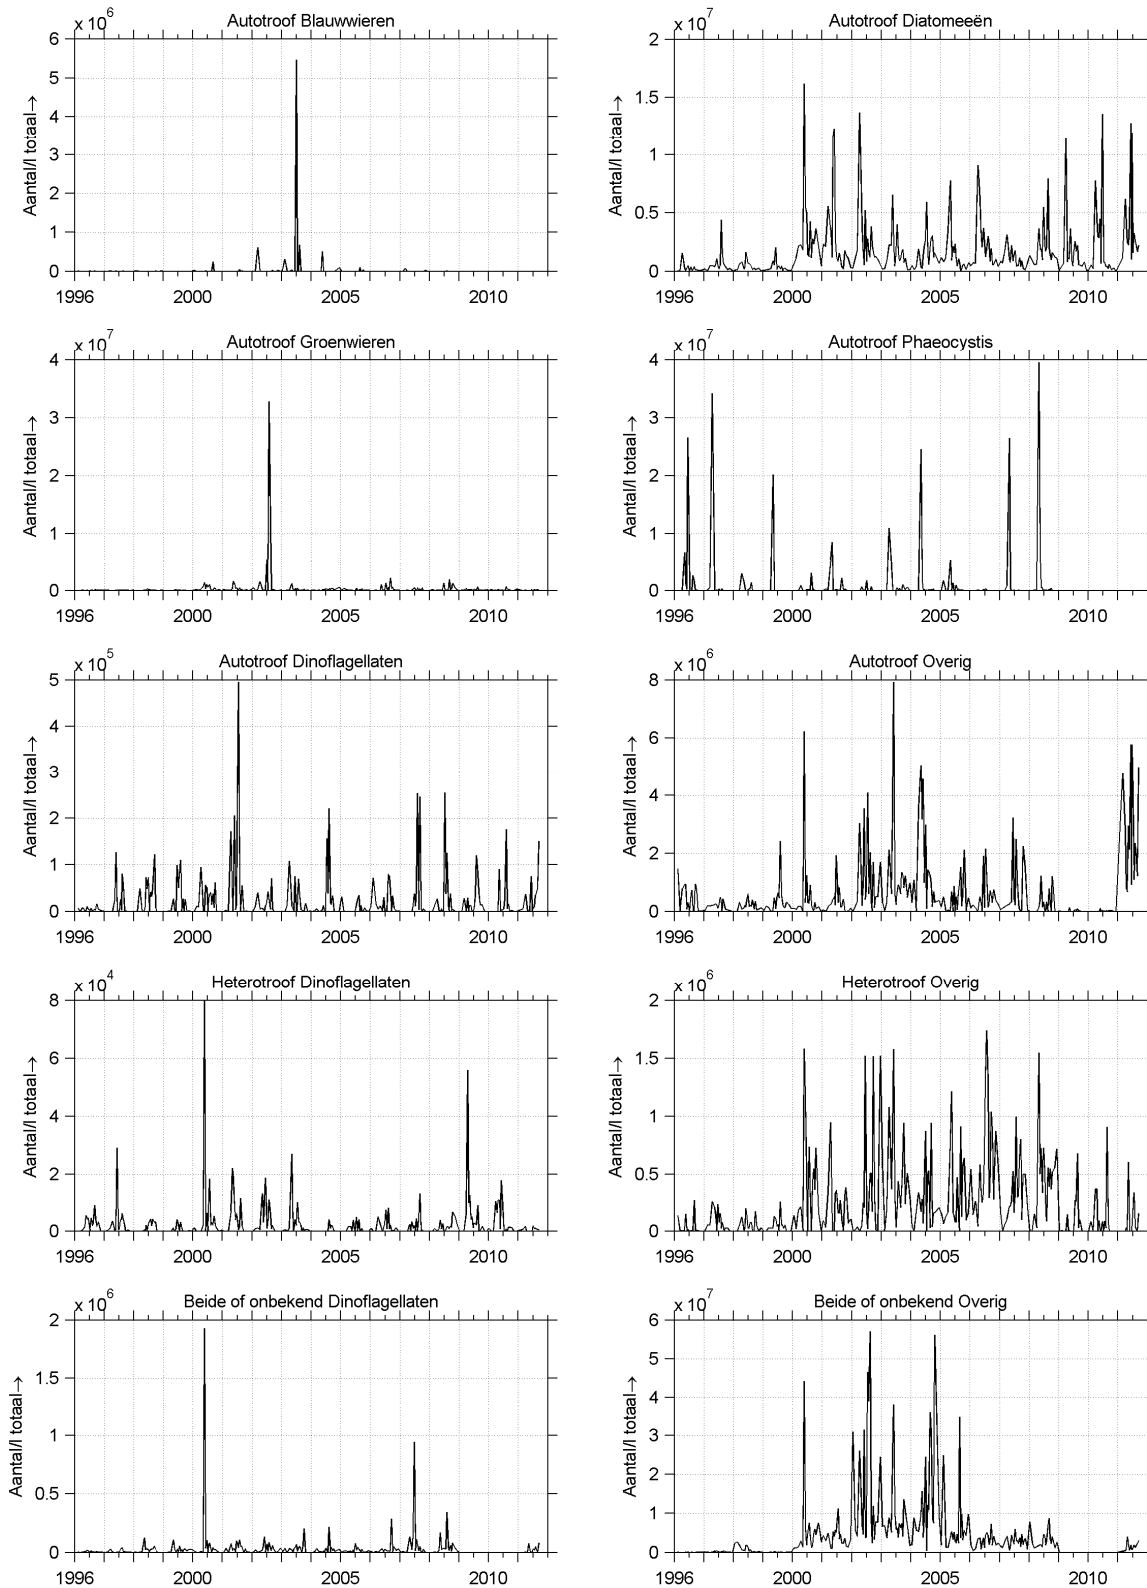 x 10^6 Autotroof Blauwwieren
6
5
4
3
2
1
0
Aantal/l totaal→
1996 2000 2005 2010
x 10^7 Autotroof Diatomeeën
2
1.5
1
0.5
0
Aantal/l totaal→
1996 2000 2005 2010
x 10^7 Autotroof Groenwieren
4
3
2
1
0
Aantal/l totaal→
1996 2000 2005 2010
x 10^7 Autotroof Phaeocystis
4
3
2
1
0
Aantal/l totaal→
1996 2000 2005 2010
x 10^5 Autotroof Dinoflagellaten
5
4
3
2
1
0
Aantal/l totaal→
1996 2000 2005 2010
x 10^6 Autotroof Overig
8
6
4
2
0
Aantal/l totaal→
1996 2000 2005 2010
x 10^4 Heterotroof Dinoflagellaten
8
6
4
2
0
Aantal/l totaal→
1996 2000 2005 2010
x 10^6 Heterotroof Overig
2
1.5
1
0.5
0
Aantal/l totaal→
1996 2000 2005 2010
x 10^6 Beide of onbekend Dinoflagellaten
2
1.5
1
0.5
0
Aantal/l totaal→
1996 2000 2005 2010
x 10^7 Beide of onbekend Overig
6
5
4
3
2
1
0
Aantal/l totaal→
1996 2000 2005 2010